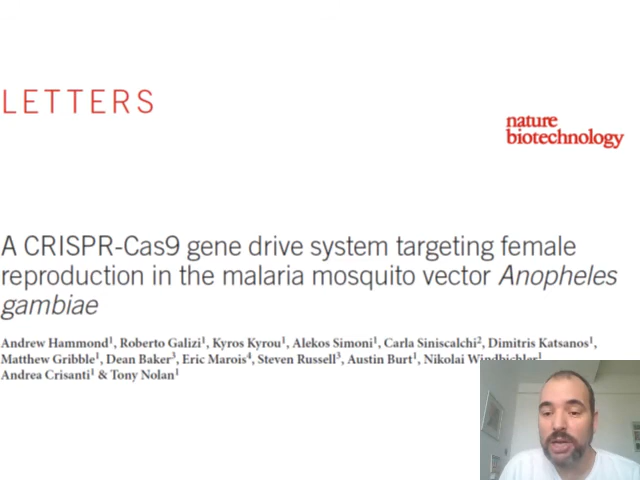 LETTERS
nature
biotechnology
A CRISPR-Cas9 gene drive system targeting female
reproduction in the malaria mosquito vector Anopheles
gambiae
Andrew Hammond¹, Roberto Galizi¹, Kyros Kyrou¹, Alekos Simoni¹, Carla Siniscalchi², Dimitris Katsanos¹,
Matthew Gribble¹, Dean Baker³, Eric Marois⁴, Steven Russell³, Austin Burt¹, Nikolai Windbichler¹
Andrea Crisanti¹ & Tony Nolan¹